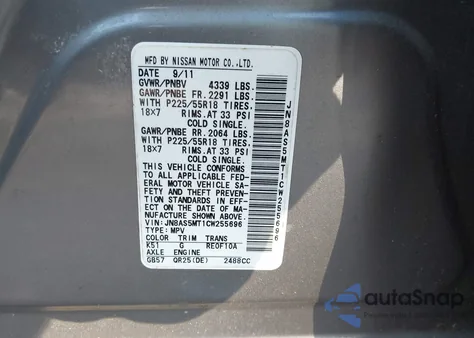 MFD BY NISSAN MOTOR CO.,LTD.
DATE 9/11
GVWR/PNBV 4339 LBS.
GAWR/PNBE FR. 2291 LBS.
WITH P225/55R18 TIRES.
18X7 RIMS.AT 33 PSI
COLD SINGLE.
GAWR/PNBE RR. 2064 LBS.
WITH P225/55R18 TIRES.
18X7 RIMS.AT 33 PSI
COLD SINGLE.
THIS VEHICLE CONFORMS
TO ALL APPLICABLE FED-
ERAL MOTOR VEHICLE SA-
FETY AND THEFT PREVEN-
TION STANDARDS IN EFF-
ECT ON THE DATE OF MA-
NUFACTURE SHOWN ABOVE
VIN :JN8AS5MT1CW255696
TYPE: MPV
COLOR TRIM TRANS
K51 G RE0F10A
AXLE ENGINE
GB57 QR25(DE) 2488CC
JN8AS5MT1CW255696
autoSnap